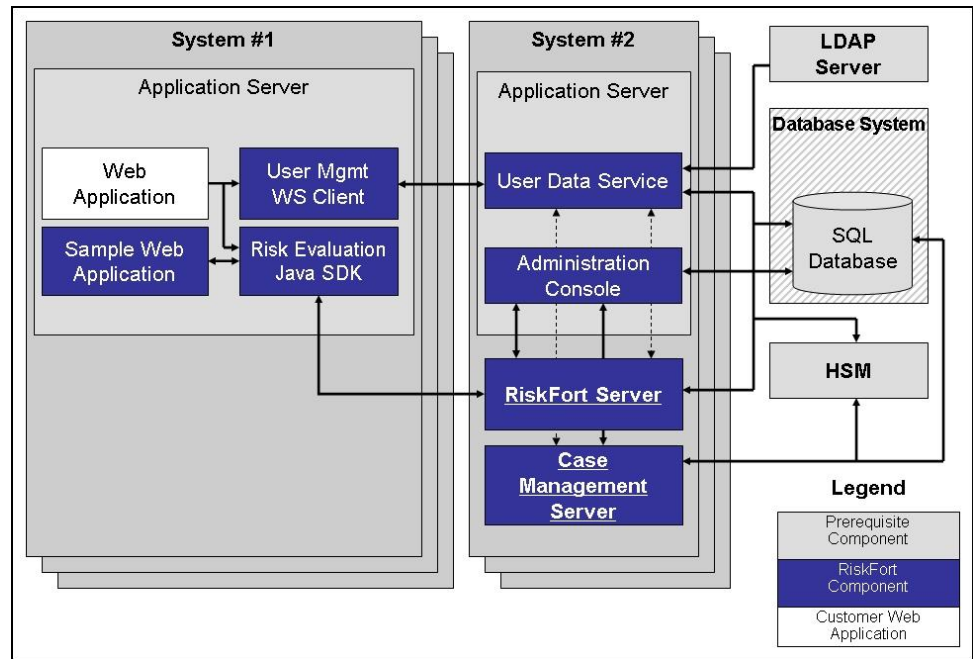 System #1
Application Server
Web
Application
User Mgmt
WS Client
Sample Web
Application
Risk Evaluation
Java SDK
System #2
Application Server
User Data Service
Administration
Console
RiskFort Server
Case
Management
Server
LDAP
Server
Database System
SQL
Database
HSM
Legend
Prerequisite
Component
RiskFort
Component
Customer Web
Application